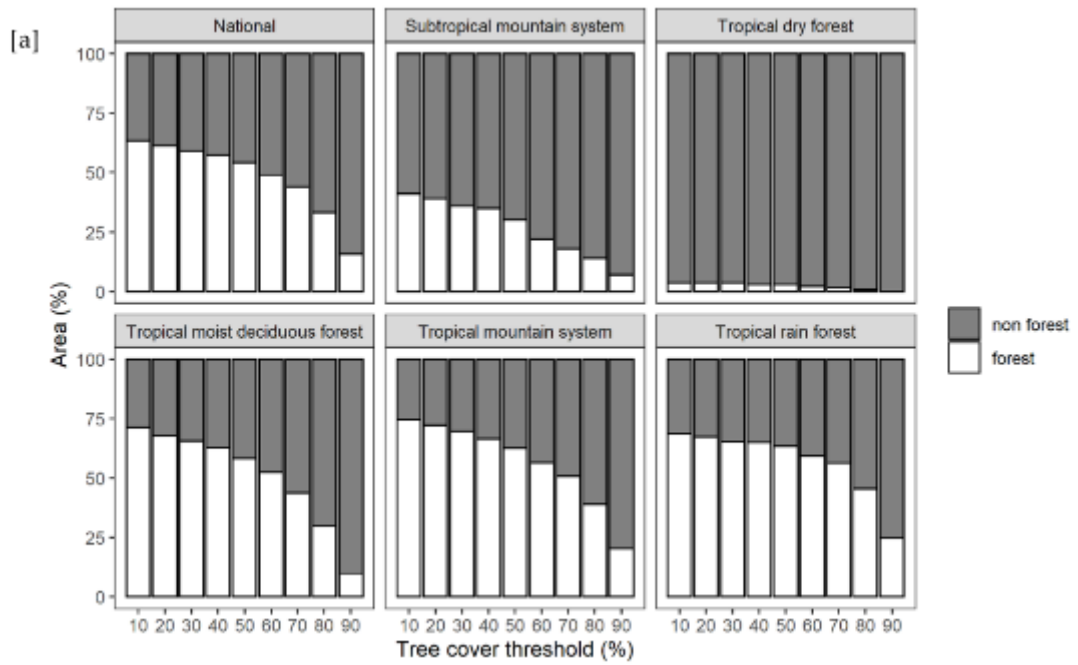 [a]
National
Subtropical mountain system
Tropical dry forest
100
75
50
25
0
Tropical moist deciduous forest
Tropical mountain system
Tropical rain forest
100
75
50
25
0
Area (%)
10 20 30 40 50 60 70 80 90
10 20 30 40 50 60 70 80 90
10 20 30 40 50 60 70 80 90
Tree cover threshold (%)
non forest
forest